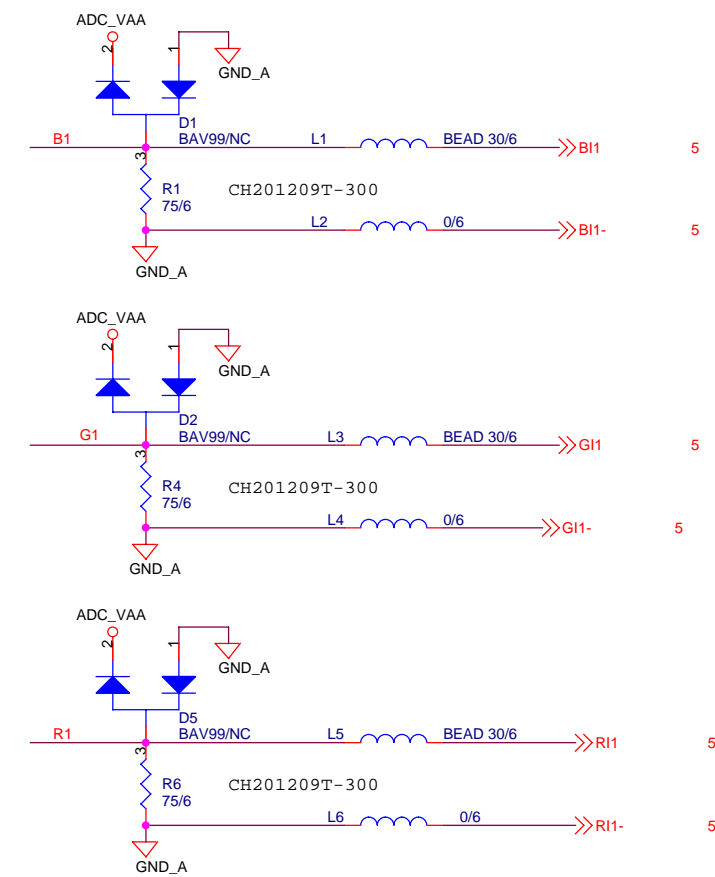 ADC_VAA
2
1
GND_A
D1
B1 BAV99/NC L1 BEAD 30/6 BI1 5
3
R1 CH201209T-300
75/6
L2 0/6 BI1- 5
GND_A
ADC_VAA
2
1
GND_A
D2
G1 BAV99/NC L3 BEAD 30/6 GI1 5
3
R4 CH201209T-300
75/6
L4 0/6 GI1- 5
GND_A
ADC_VAA
2
1
GND_A
D5
R1 BAV99/NC L5 BEAD 30/6 RI1 5
3
R6 CH201209T-300
75/6
L6 0/6 RI1- 5
GND_A